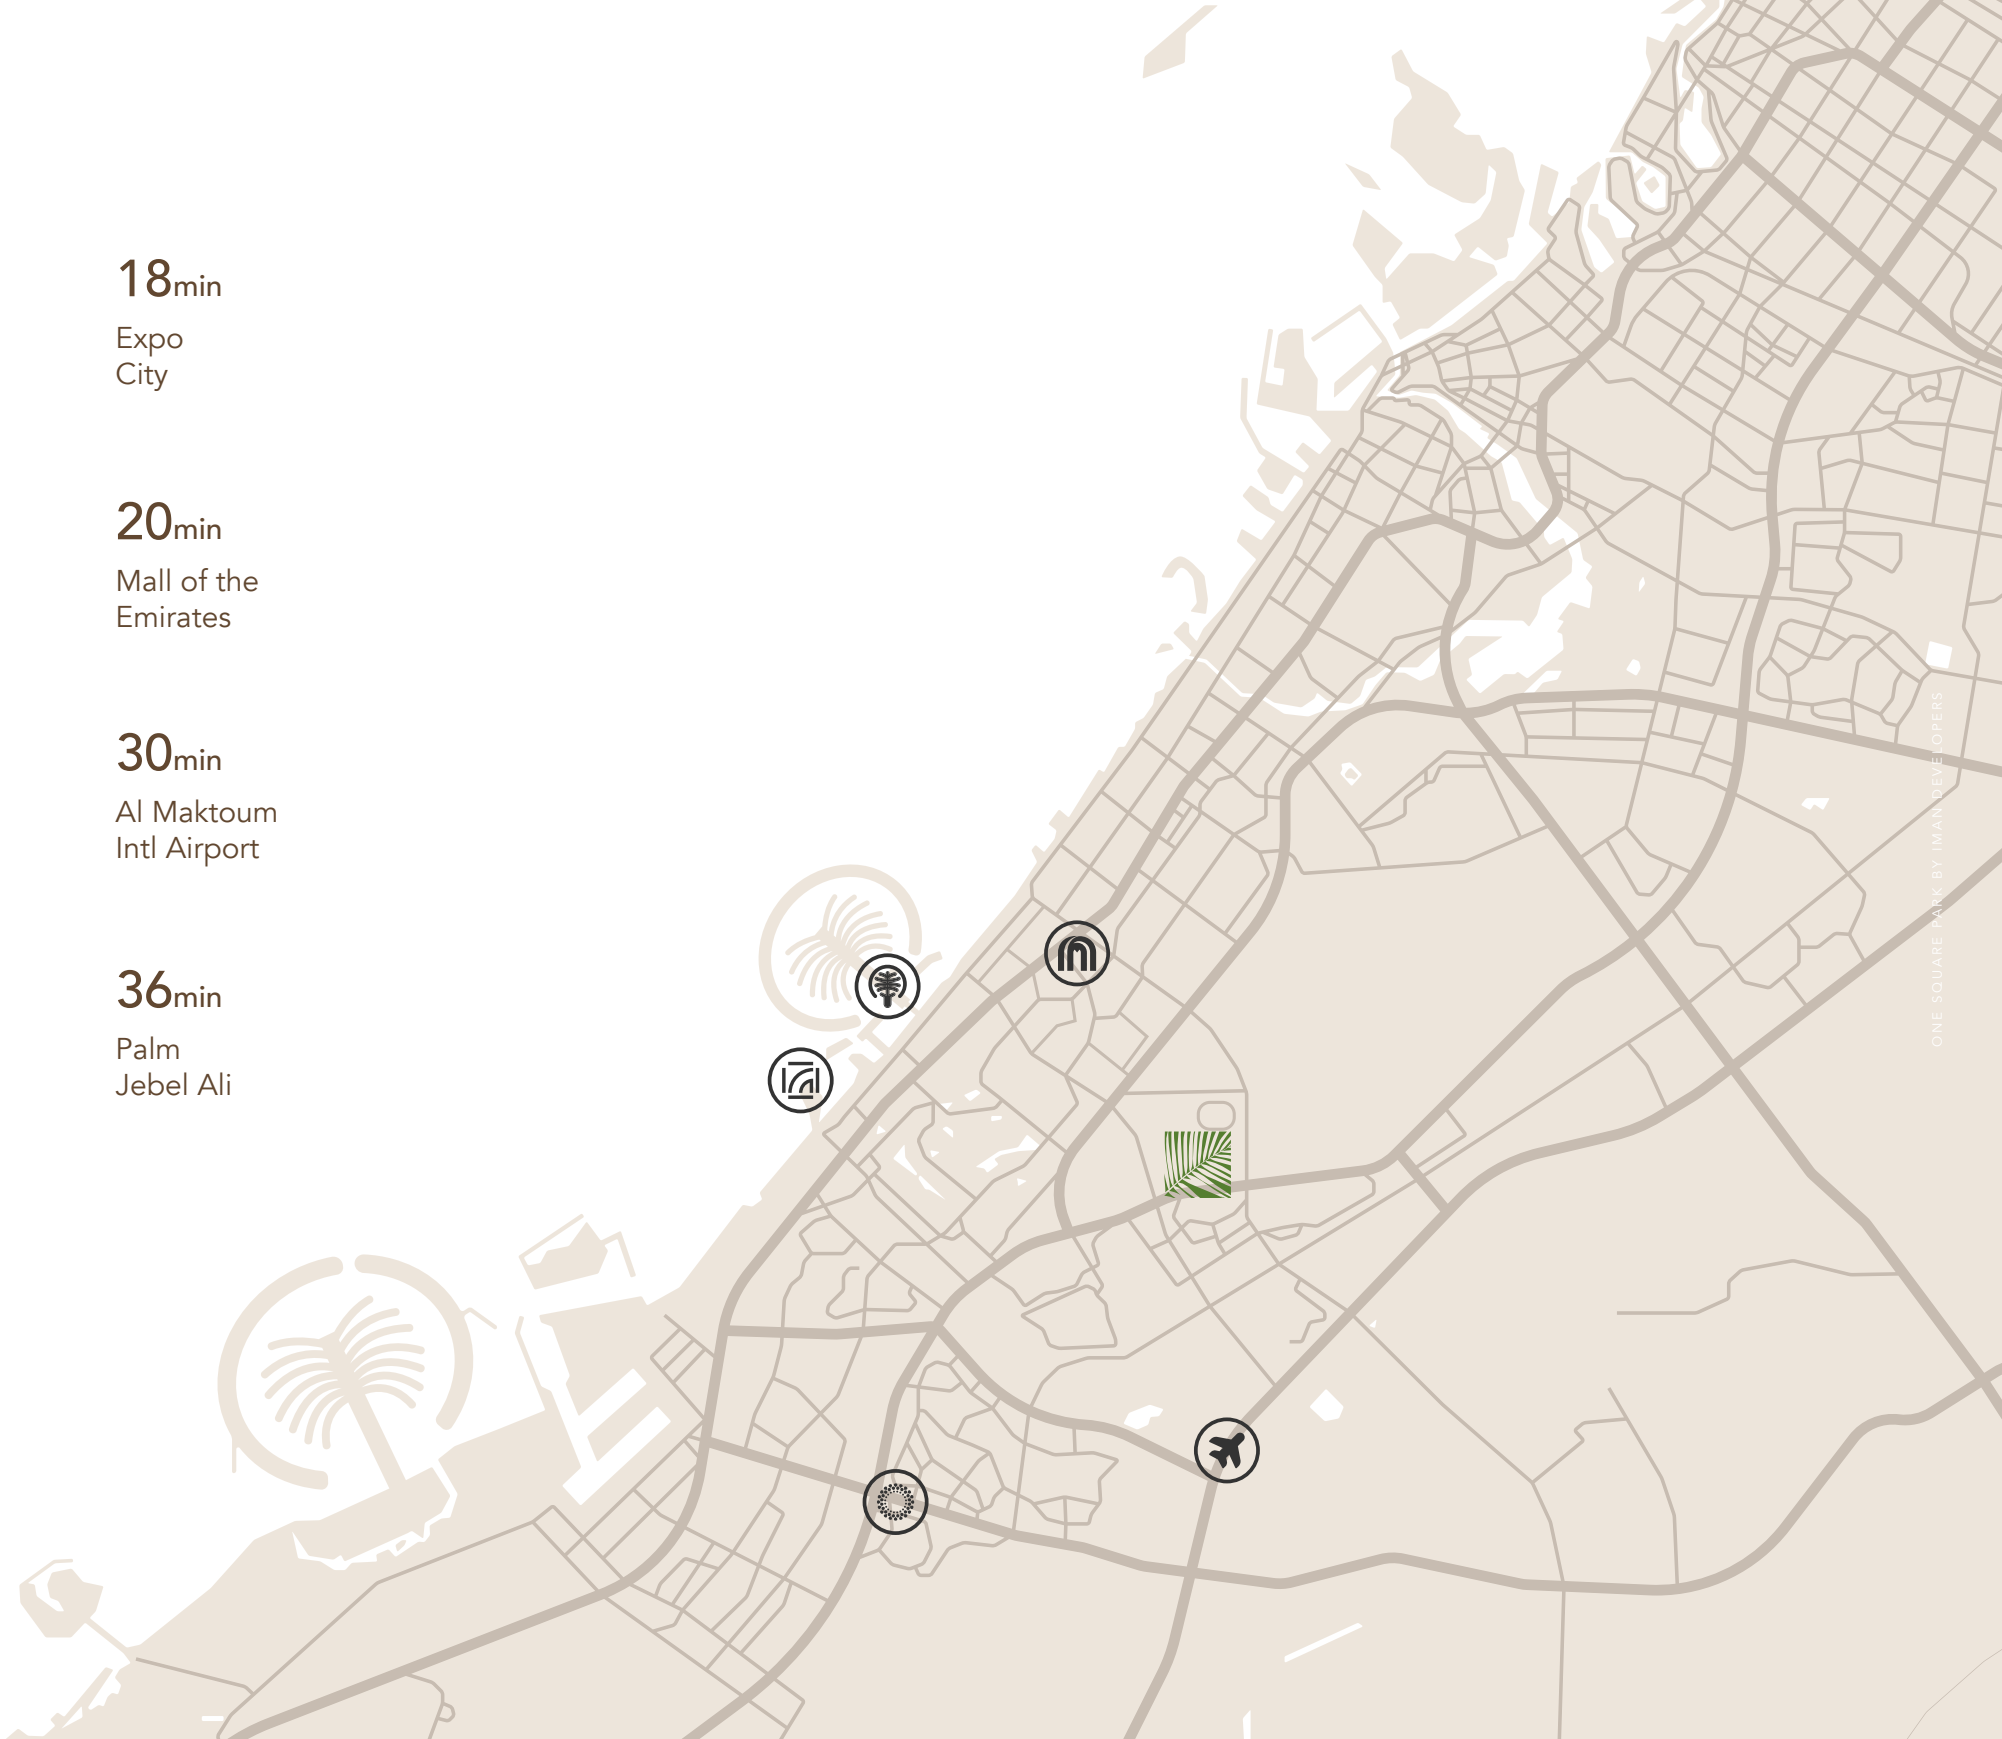 18min
Expo
City
20min
Mall of the
Emirates
30min
Al Maktoum
Intl Airport
36min
Palm
Jebel Ali
ONE SQUARE PARK BY IMAN DEVELOPERS